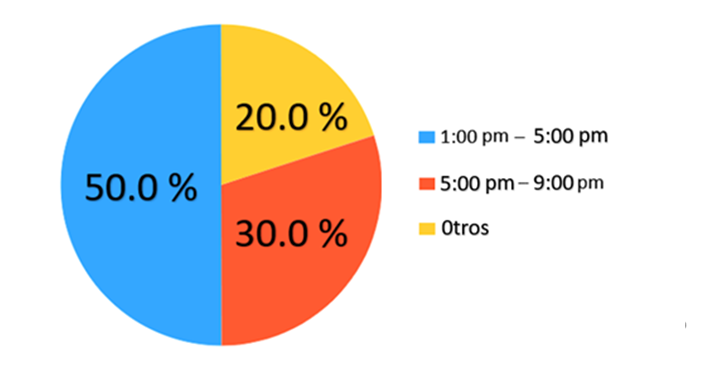 20.0 %
50.0 %
30.0 %
1:00 pm – 5:00 pm
5:00 pm – 9:00 pm
0tros